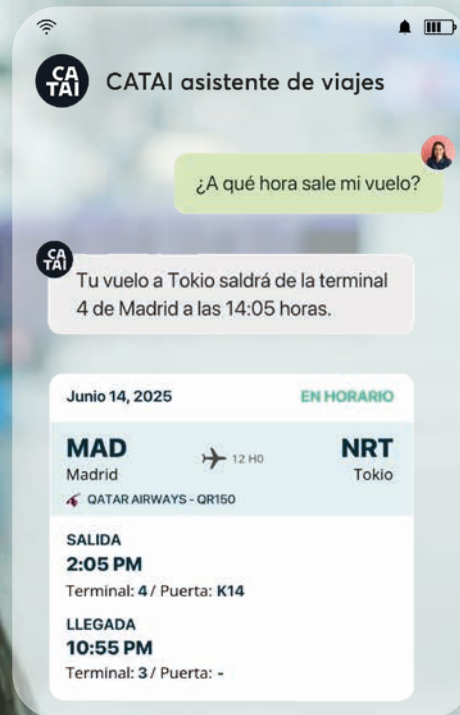 CA
TAI
CATAI asistente de viajes
¿A qué hora sale mi vuelo?
CA
TAI
Tu vuelo a Tokio saldrá de la terminal
4 de Madrid a las 14:05 horas.
Junio 14, 2025 EN HORARIO
MAD 12 HO NRT
Madrid Tokio
QATAR AIRWAYS - QR150
SALIDA
2:05 PM
Terminal: 4 / Puerta: K14
LLEGADA
10:55 PM
Terminal: 3 / Puerta: -